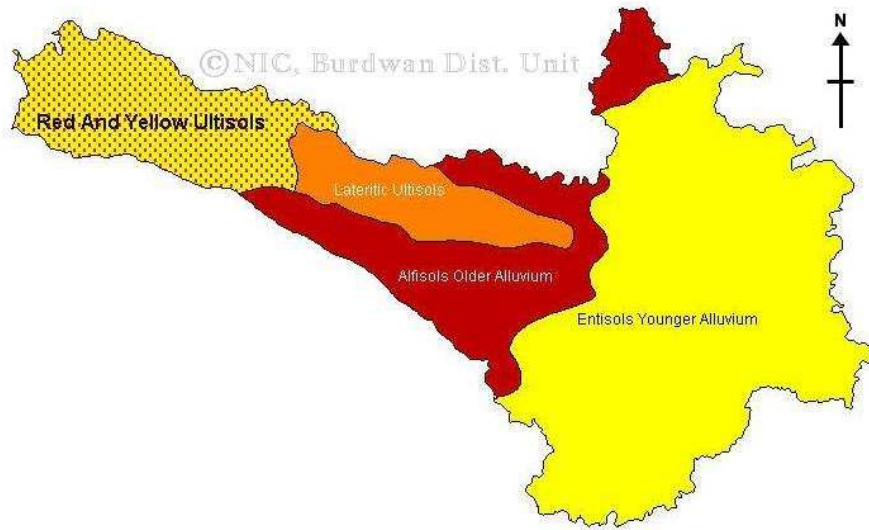 N
©NIC, Burdwan Dist. Unit
Red And Yellow Ultisols
Lateritic Ultisols
Alfisols Older Alluvium
Entisols Younger Alluvium